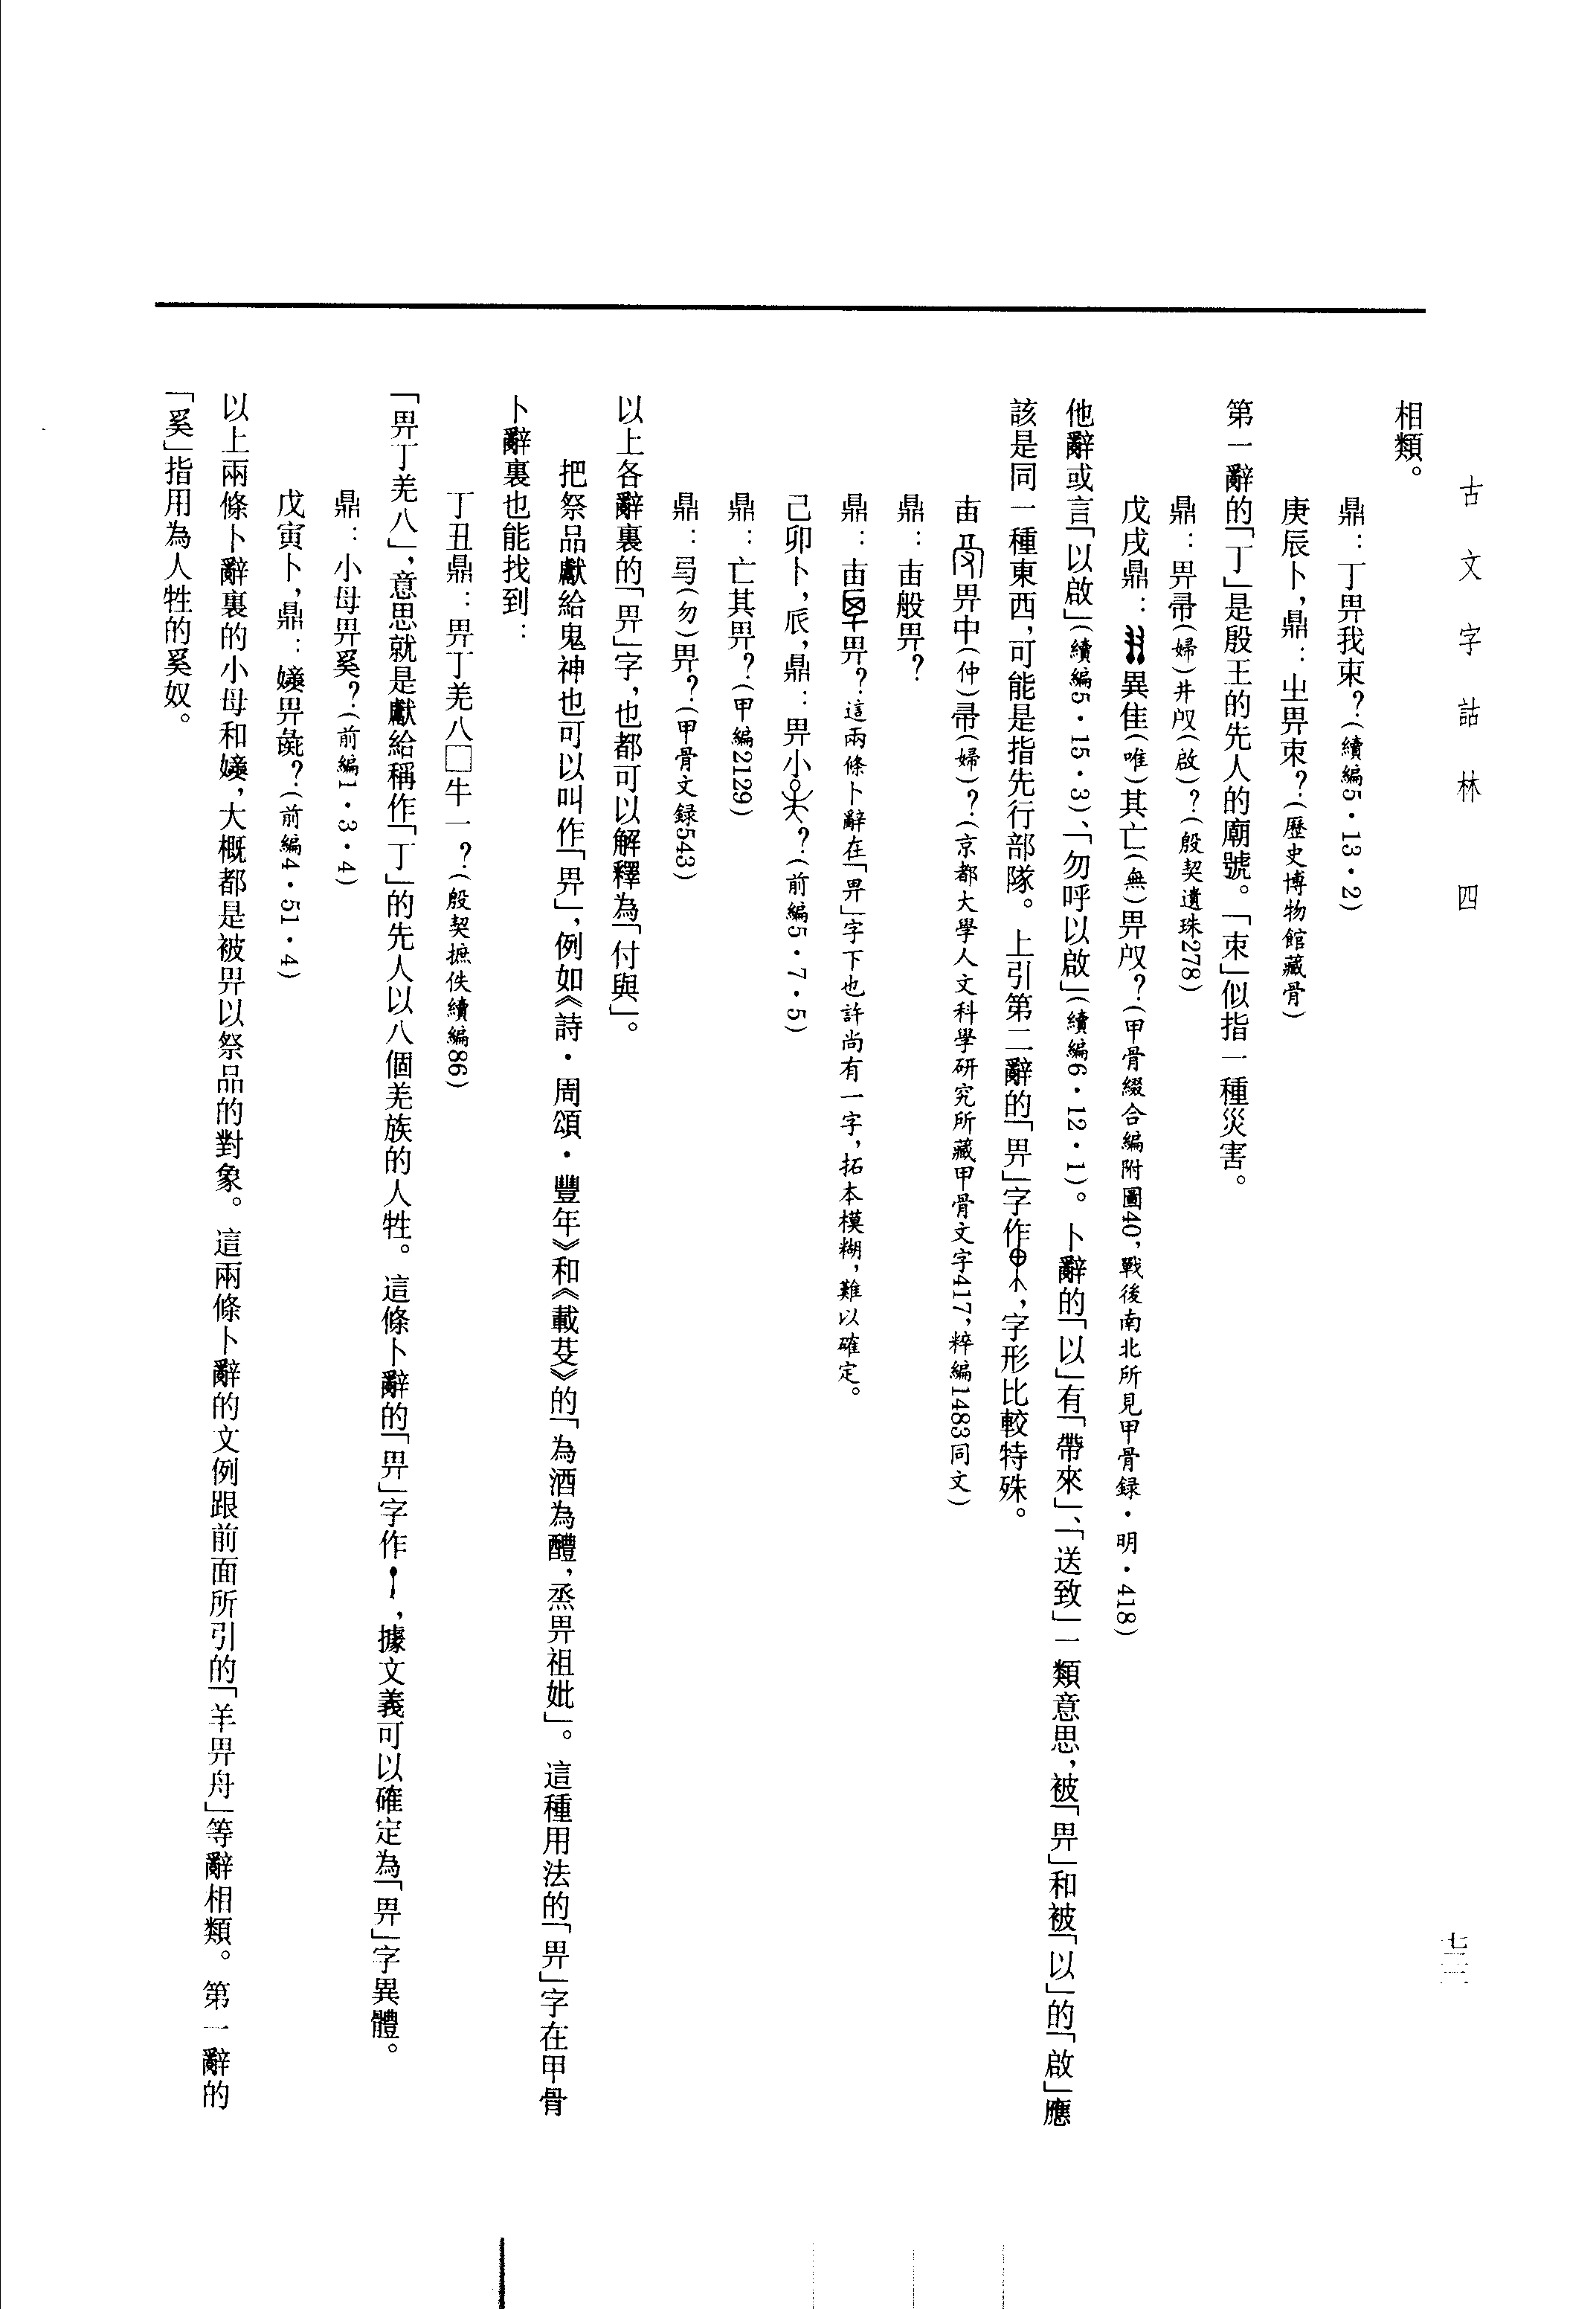 古文字詁林 四
七三二
相類。
鼎：丁畀我朿？（續編5·13·2）
庚辰卜，鼎：㞢畀朿？（歷史博物館藏骨）
第一辭的「丁」是殷王的先人的廟號。「朿」似指一種災害。
鼎：畀帚（婦）井𣪘（啟）？（殷契遺珠278）
戊戌鼎：異隹（唯）其亡（無）畀？（甲骨綴合編附圖40，戰後南北所見甲骨録·明·418）
他辭或言「以啟」（續編5·15·3）、「勿呼以啟」（續編6·12·1）。卜辭的「以」有「帶來」、「送致」一類意思，被「畀」和被「以」的「啟」應
該是同一種東西，可能是指先行部隊。上引第二辭的「畀」字作，字形比較特殊。
畀中（仲）帚（婦）？（京都大學人文科學研究所藏甲骨文字417，粹編1483同文）
鼎：般畀？
鼎：畀？這兩條卜辭在「畀」字下也許尚有一字，拓本模糊，難以確定。
己卯卜，𠂤，鼎：畀小？（前編5·7·5）
鼎：亡其畀？（甲編2129）
鼎：弜（勿）畀？（甲骨文録543）
以上各辭裏的「畀」字，也都可以解釋為「付與」。
把祭品獻給鬼神也可以叫作「畀」，例如《詩·周頌·豐年》和《載芟》的「為酒為醴，烝畀祖妣」。這種用法的「畀」字在甲骨
卜辭裏也能找到：
丁丑鼎：畀丁羌八□牛一？（殷契摭佚續編86）
「畀丁羌八」，意思就是獻給稱作「丁」的先人以八個羌族的人牲。這條卜辭的「畀」字作，據文義可以確定為「畀」字異體。
鼎：小母畀奚？（前編1·3·4）
戊寅卜，鼎：畀彘？（前編4·51·4）
以上兩條卜辭裏的小母和，大概都是被畀以祭品的對象。這兩條卜辭的文例跟前面所引的「羊畀舟」等辭相類。第一辭的
「奚」指用為人牲的奚奴。